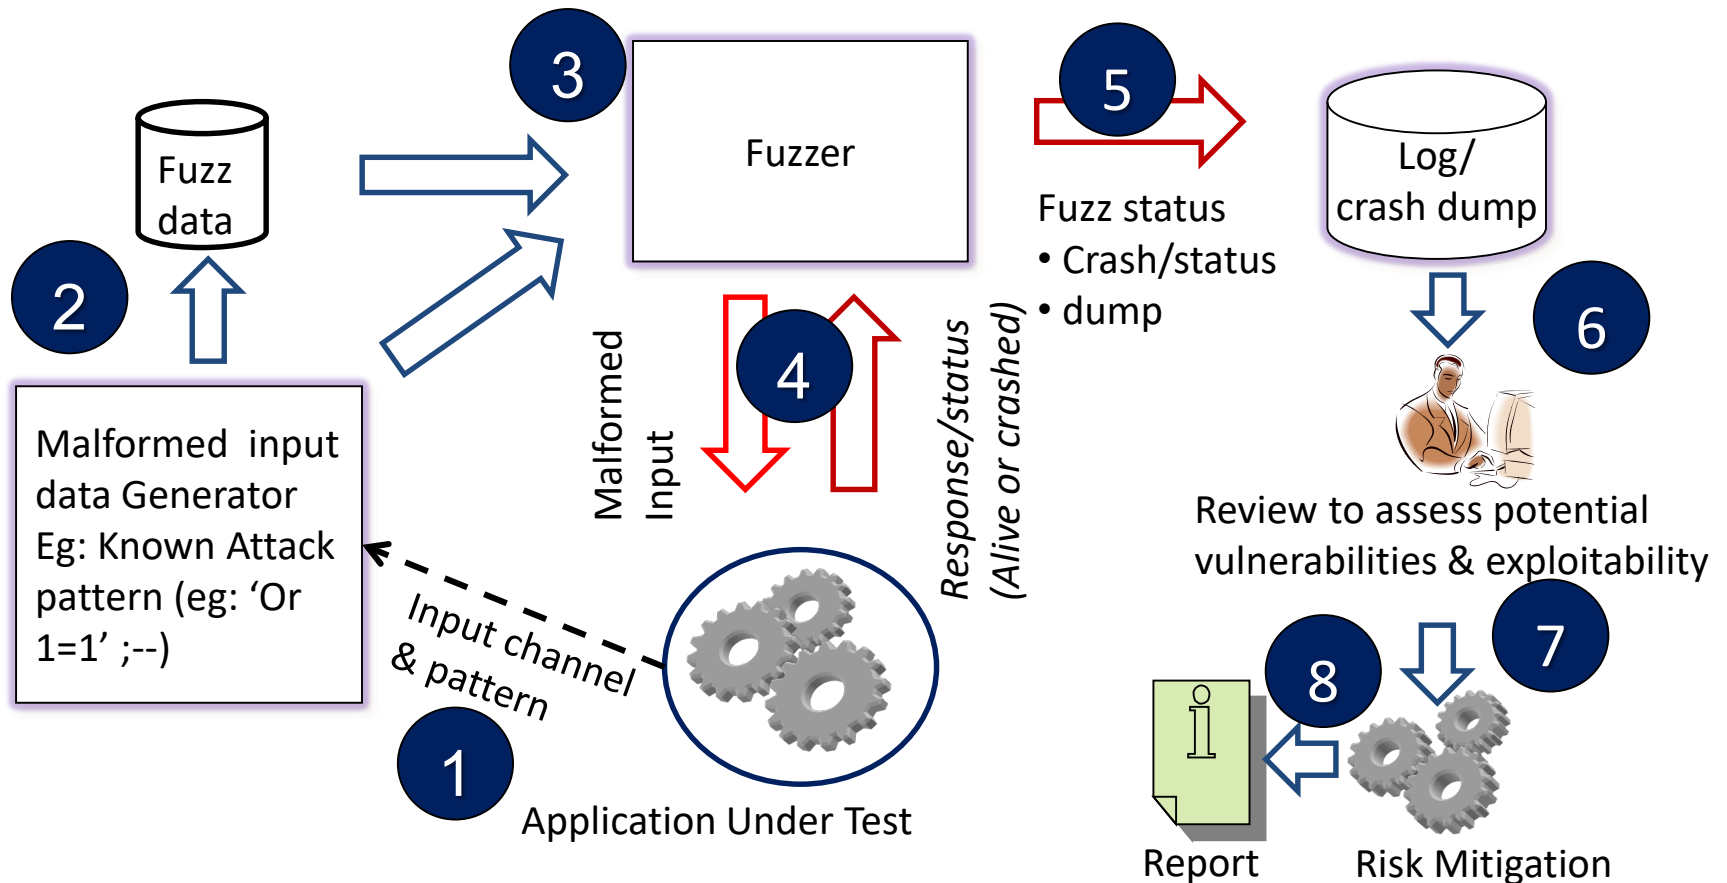 3
5
Fuzz
data
Fuzzer
Log/
crash dump
Fuzz status
• Crash/status
• dump
2
6
4
Malformed
Input
Response/status
(Alive or crashed)
Malformed  input
data Generator
Eg: Known Attack
pattern (eg: ‘Or
1=1’ ;--)
Input channel
& pattern
1
Application Under Test
Review to assess potential
vulnerabilities & exploitability
7
8
i
Report
Risk Mitigation